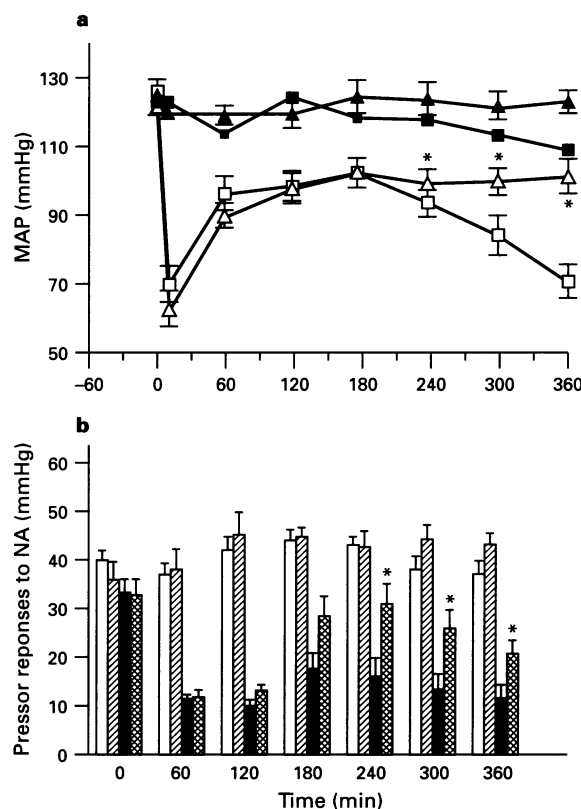 a
130
110
90
70
50
MAP (mmHg)
* *
*
–60 0 60 120 180 240 300 360
b
60
50
40
30
20
10
0
Pressor reponses to NA (mmHg)
* * *
0 60 120 180 240 300 360
Time (min)